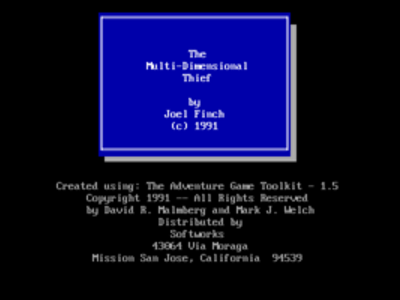 The
Multi-Dimensional
Thief
by
Joel Finch
(c) 1991
Created using: The Adventure Game Toolkit - 1.5
Copyright 1991 -- All Rights Reserved
by David R. Malmberg and Mark J. Welch
Distributed by
Softworks
43064 Via Moraga
Mission San Jose, California  94539